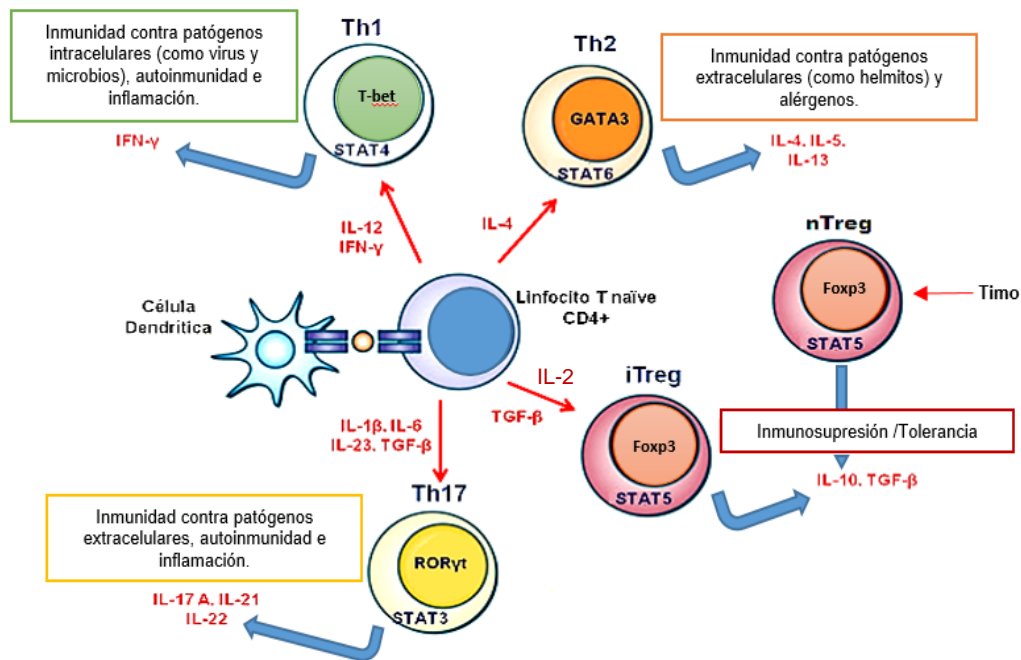 Th1
Inmunidad contra patógenos
intracelulares (como virus y
microbios), autoinmunidad e
inflamación.
T-bet
STAT4
IFN-γ
Th2
GATA3
STAT6
Inmunidad contra patógenos
extracelulares (como helmitos) y
alérgenos.
IL-4. IL-5.
IL-13
IL-12
IFN-γ
IL-4
nTreg
Foxp3
STAT5
Timo
Célula
Dendrítica
Linfocito T naïve
CD4+
IL-2
TGF-β
iTreg
Foxp3
STAT5
Inmunosupresión /Tolerancia
IL-10. TGF-β
IL-1β. IL-6
IL-23. TGF-β
Th17
Inmunidad contra patógenos
extracelulares, autoinmunidad e
inflamación.
RORγt
STAT3
IL-17 A. IL-21
IL-22